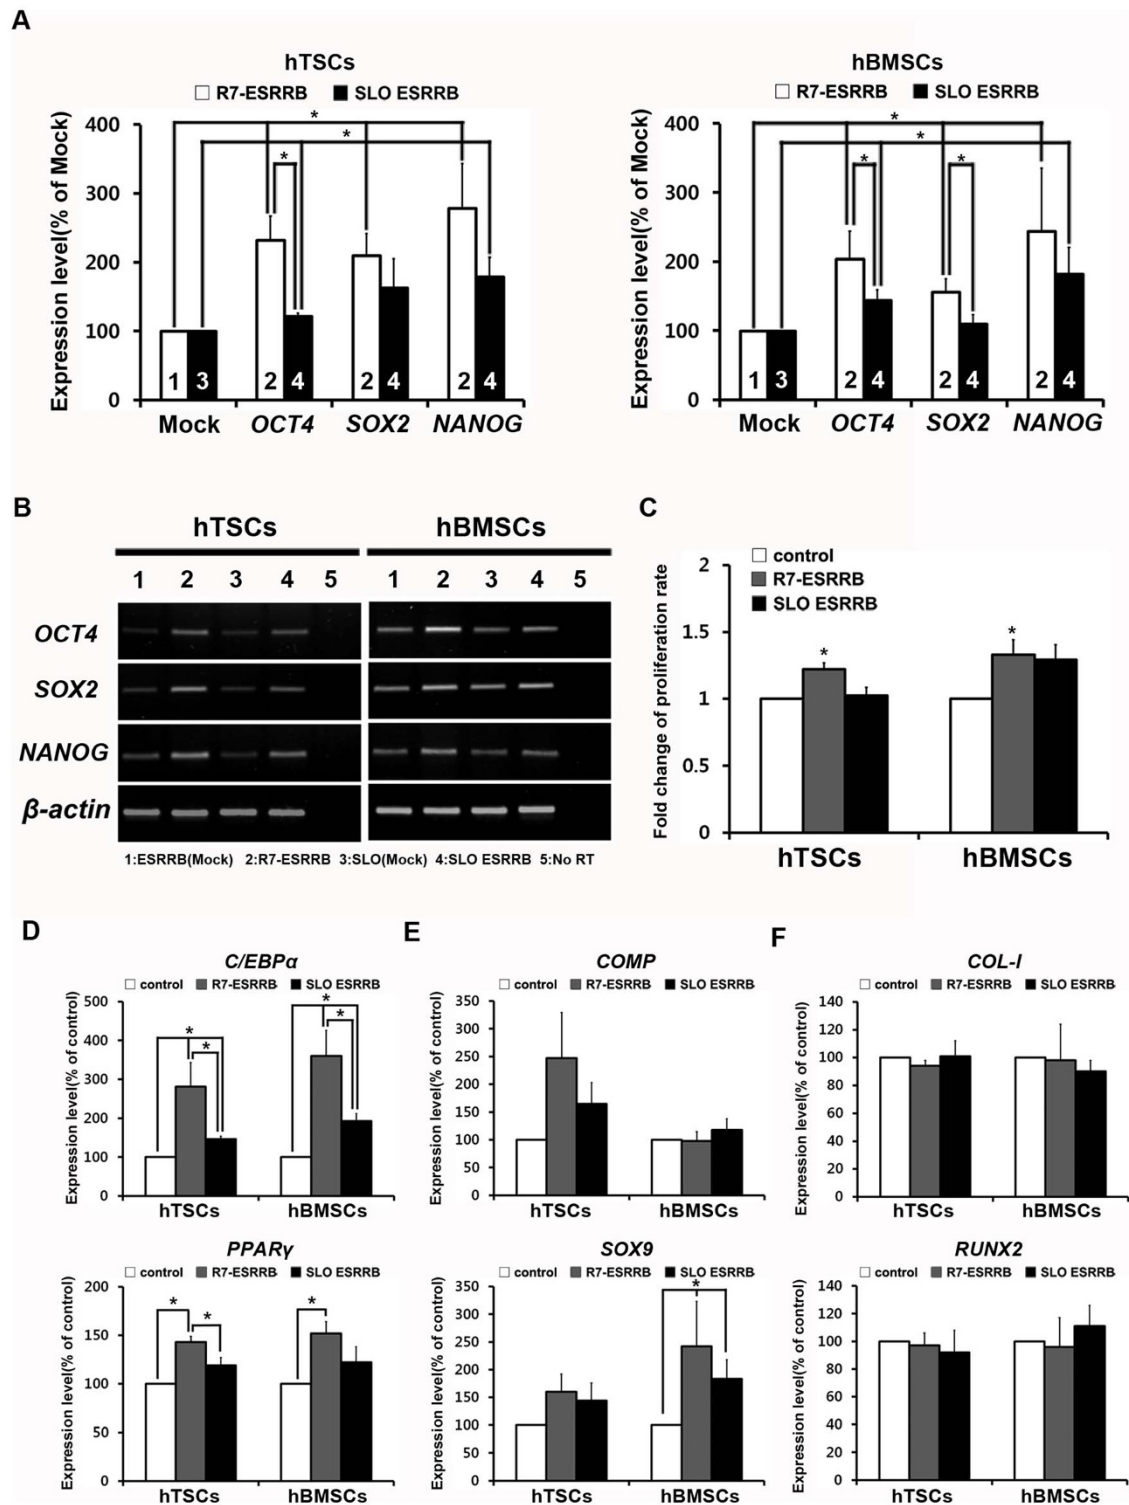 A
hTSCs
R7-ESRRB SLO ESRRB
Expression level(% of Mock)
400
300
200
100
0
* * *
1 3 2 4 2 4 2 4
Mock OCT4 SOX2 NANOG
hBMSCs
R7-ESRRB SLO ESRRB
Expression level(% of Mock)
400
300
200
100
0
* * * *
1 3 2 4 2 4 2 4
Mock OCT4 SOX2 NANOG
B
hTSCs hBMSCs
1 2 3 4 5 1 2 3 4 5
OCT4
SOX2
NANOG
β-actin
1:ESRRB(Mock) 2:R7-ESRRB 3:SLO(Mock) 4:SLO ESRRB 5:No RT
C
control
R7-ESRRB
SLO ESRRB
Fold change of proliferation rate
2
1.5
1
0.5
0
* *
hTSCs hBMSCs
D
C/EBPα
control R7-ESRRB SLO ESRRB
Expression level(% of control)
500
400
300
200
100
0
* * * *
hTSCs hBMSCs
PPARγ
control R7-ESRRB SLO ESRRB
Expression level(% of control)
200
150
100
50
0
* * *
hTSCs hBMSCs
E
COMP
control R7-ESRRB SLO ESRRB
Expression level(% of control)
350
300
250
200
150
100
50
0
hTSCs hBMSCs
SOX9
control R7-ESRRB SLO ESRRB
Expression level(% of control)
350
300
250
200
150
100
50
0
*
hTSCs hBMSCs
F
COL-I
control R7-ESRRB SLO ESRRB
Expression level(% of control)
140
120
100
80
60
40
20
0
hTSCs hBMSCs
RUNX2
control R7-ESRRB SLO ESRRB
Expression level(% of control)
140
120
100
80
60
40
20
0
hTSCs hBMSCs